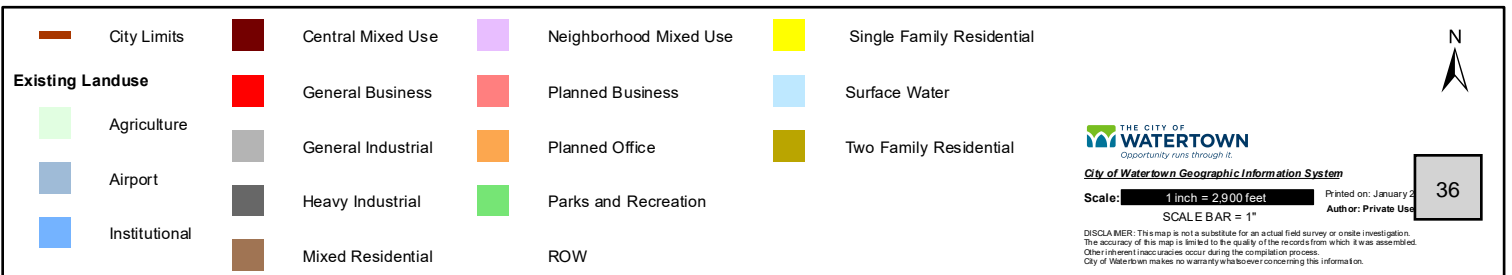 City Limits
Existing Landuse
Agriculture
Airport
Institutional
Central Mixed Use
General Business
General Industrial
Heavy Industrial
Mixed Residential
Neighborhood Mixed Use
Planned Business
Planned Office
Parks and Recreation
ROW
Single Family Residential
Surface Water
Two Family Residential
N
THE CITY OF
WATERTOWN
Opportunity runs through it.
City of Watertown Geographic Information System
Scale: 1 inch = 2,900 feet
SCALE BAR = 1"
Printed on: January 2
Author: Private Use
36
DISCLAIMER: This map is not a substitute for an actual field survey or onsite investigation.
The accuracy of this map is limited to the quality of the records from which it was assembled.
Other inherent inaccuracies occur during the compilation process.
City of Watertown makes no warranty whatsoever concerning this information.